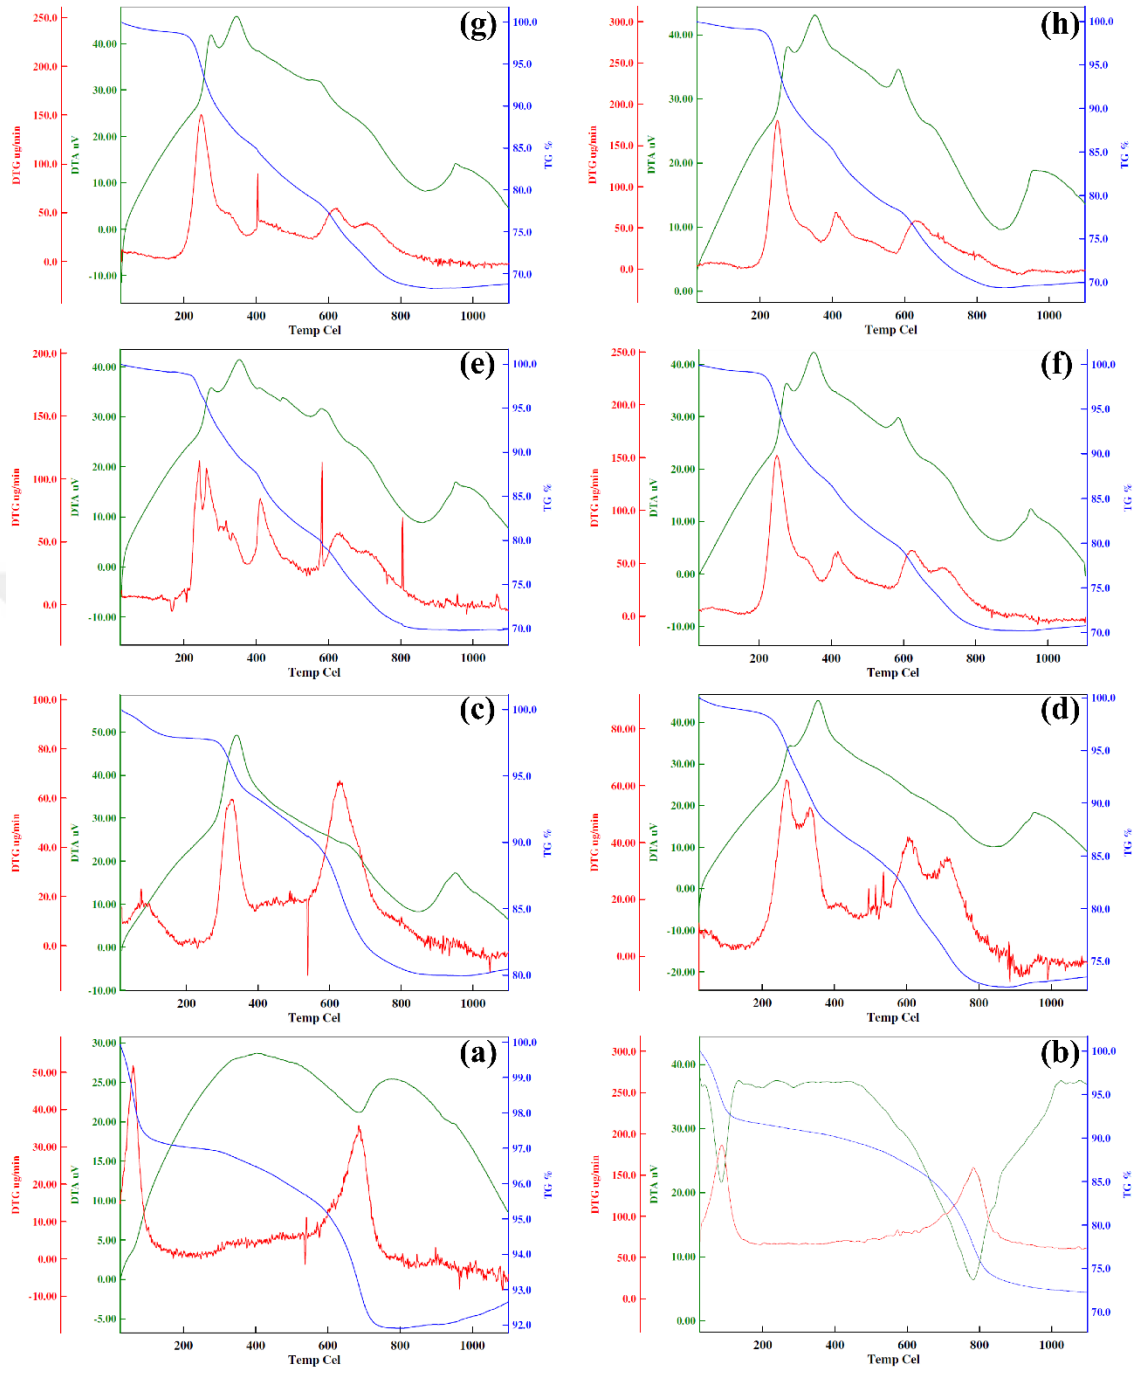 (g)
250.0 40.00 100.0
200.0 30.00 95.0
150.0 20.00 90.0
100.0 10.00 85.0
50.0 0.00 80.0
0.0 -10.00 75.0
70.0
DTG ug/min DTA uV TG %
200 400 600 800 1000
Temp Cel
(h)
300.0 40.00 100.0
250.0 30.00 95.0
200.0 20.00 90.0
150.0 10.00 85.0
100.0 0.00 80.0
50.0 75.0
0.0 70.0
DTG ug/min DTA uV TG %
200 400 600 800 1000
Temp Cel
(e)
200.0 40.00 100.0
150.0 30.00 95.0
100.0 20.00 90.0
50.0 10.00 85.0
0.0 0.00 80.0
-10.00 75.0
70.0
DTG ug/min DTA uV TG %
200 400 600 800 1000
Temp Cel
(f)
250.0 40.00 100.0
200.0 30.00 95.0
150.0 20.00 90.0
100.0 10.00 85.0
50.0 0.00 80.0
0.0 -10.00 75.0
70.0
DTG ug/min DTA uV TG %
200 400 600 800 1000
Temp Cel
(c)
100.0 50.00 100.0
80.0 40.00 95.0
60.0 30.00 90.0
40.0 20.00 85.0
20.0 10.00 80.0
0.0 0.00
-10.00
DTG ug/min DTA uV TG %
200 400 600 800 1000
Temp Cel
(d)
80.00 40.00 100.0
60.00 30.00 95.0
40.00 20.00 90.0
20.00 10.00 85.0
0.00 0.00 80.0
-10.00 75.0
-20.00
DTG ug/min DTA uV TG %
200 400 600 800 1000
Temp Cel
(a)
50.00 30.00 100.0
40.00 25.00 99.0
30.00 20.00 98.0
20.00 15.00 97.0
10.00 10.00 96.0
0.00 5.00 95.0
-10.00 0.00 94.0
-5.00 93.0
92.0
DTG ug/min DTA uV TG %
200 400 600 800 1000
Temp Cel
(b)
300.0 40.00 100.0
250.0 30.00 95.0
200.0 20.00 90.0
150.0 10.00 85.0
100.0 0.00 80.0
50.0 75.0
0.0 70.0
DTG ug/min DTA uV TG %
200 400 600 800 1000
Temp Cel